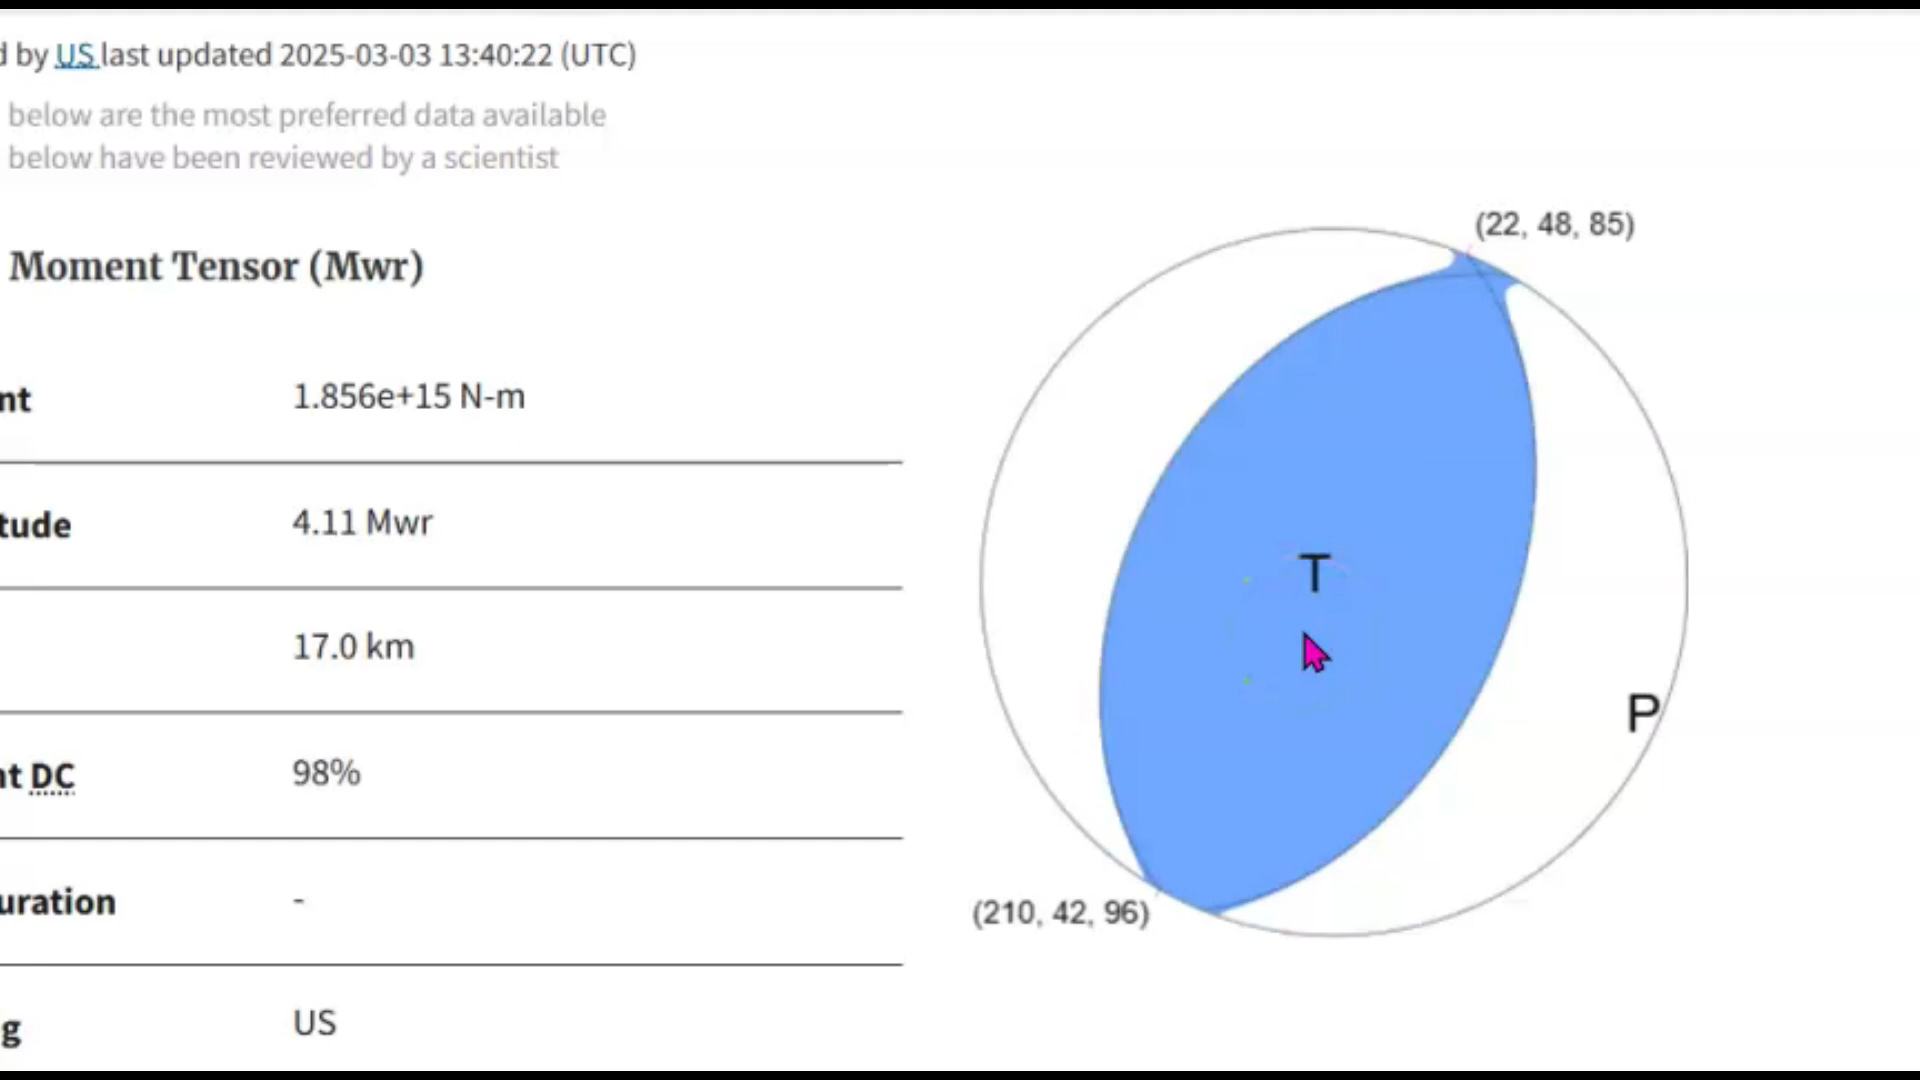 d by US last updated 2025-03-03 13:40:22 (UTC)
below are the most preferred data available
below have been reviewed by a scientist
Moment Tensor (Mwr)
nt 1.856e+15 N-m
tude 4.11 Mwr
17.0 km
nt DC 98%
uration -
g US
(22, 48, 85)
T
P
(210, 42, 96)